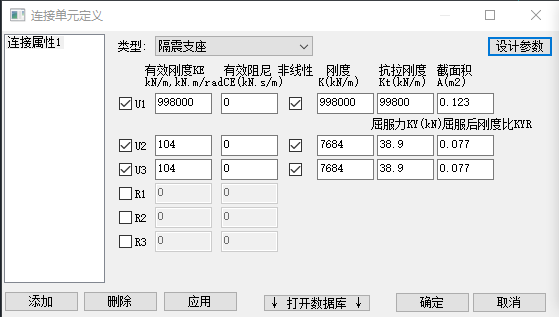 连接单元定义
连接属性1
类型: 隔震支座
设计参数
有效刚度KE 有效阻尼 非线性 刚度 抗拉刚度 截面积
kN/m,kN.m/radCE(kN.s/m) K(kN/m) Kt(kN/m) A(m2)
U1 998000 0 998000 99800 0.123
屈服力KY(kN)屈服后刚度比KYR
U2 104 0 7684 38.9 0.077
U3 104 0 7684 38.9 0.077
R1 0 0
R2 0 0
R3 0 0
添加 删除 应用 ↓ 打开数据库 ↓ 确定 取消